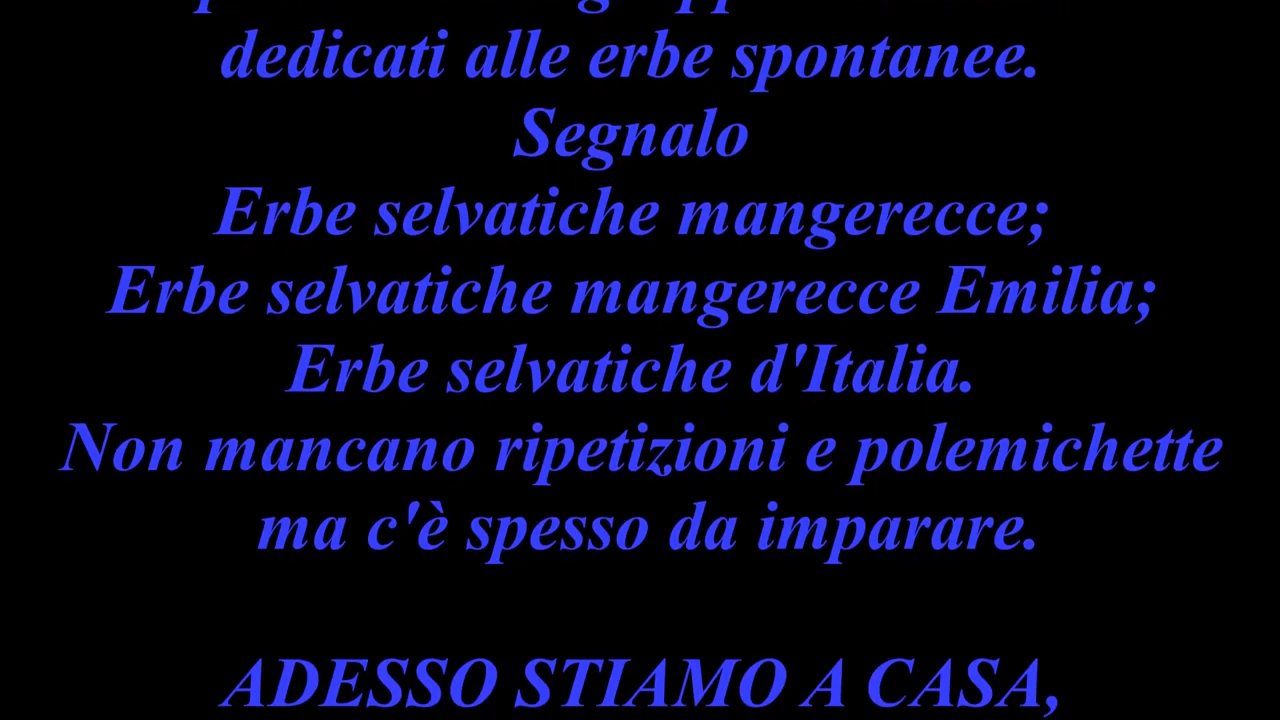 dedicati alle erbe spontanee.
Segnalo
Erbe selvatiche mangerecce;
Erbe selvatiche mangerecce Emilia;
Erbe selvatiche d'Italia.
Non mancano ripetizioni e polemichette
ma c'è spesso da imparare.
ADESSO STIAMO A CASA,